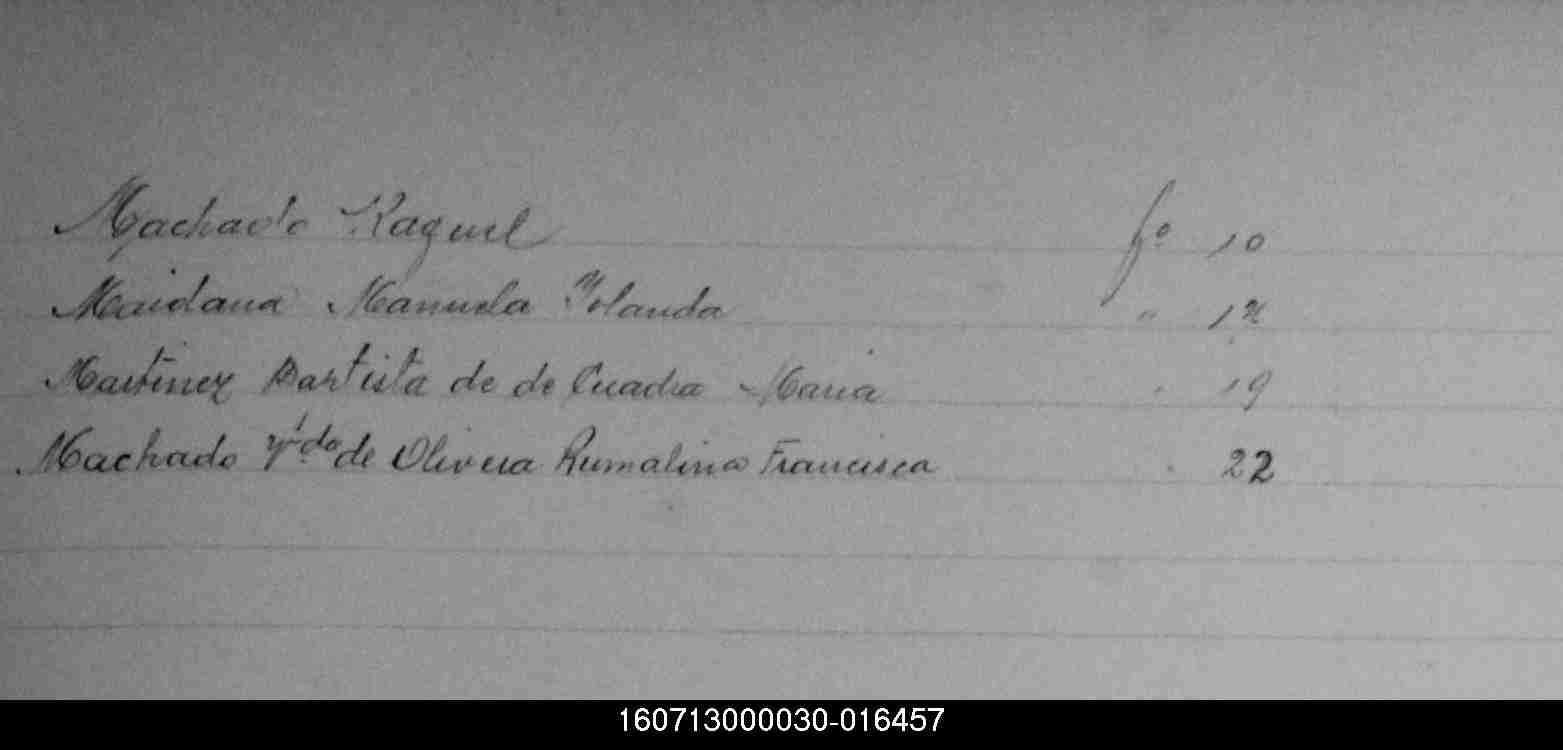 Machado Raquel fº 10
Maidana Manuela Yolanda " 12
Martinez Bartista de de Cuadra Maria " 19
Machado Vda de Olivera Rumalina Francisca " 22
160713000030-016457